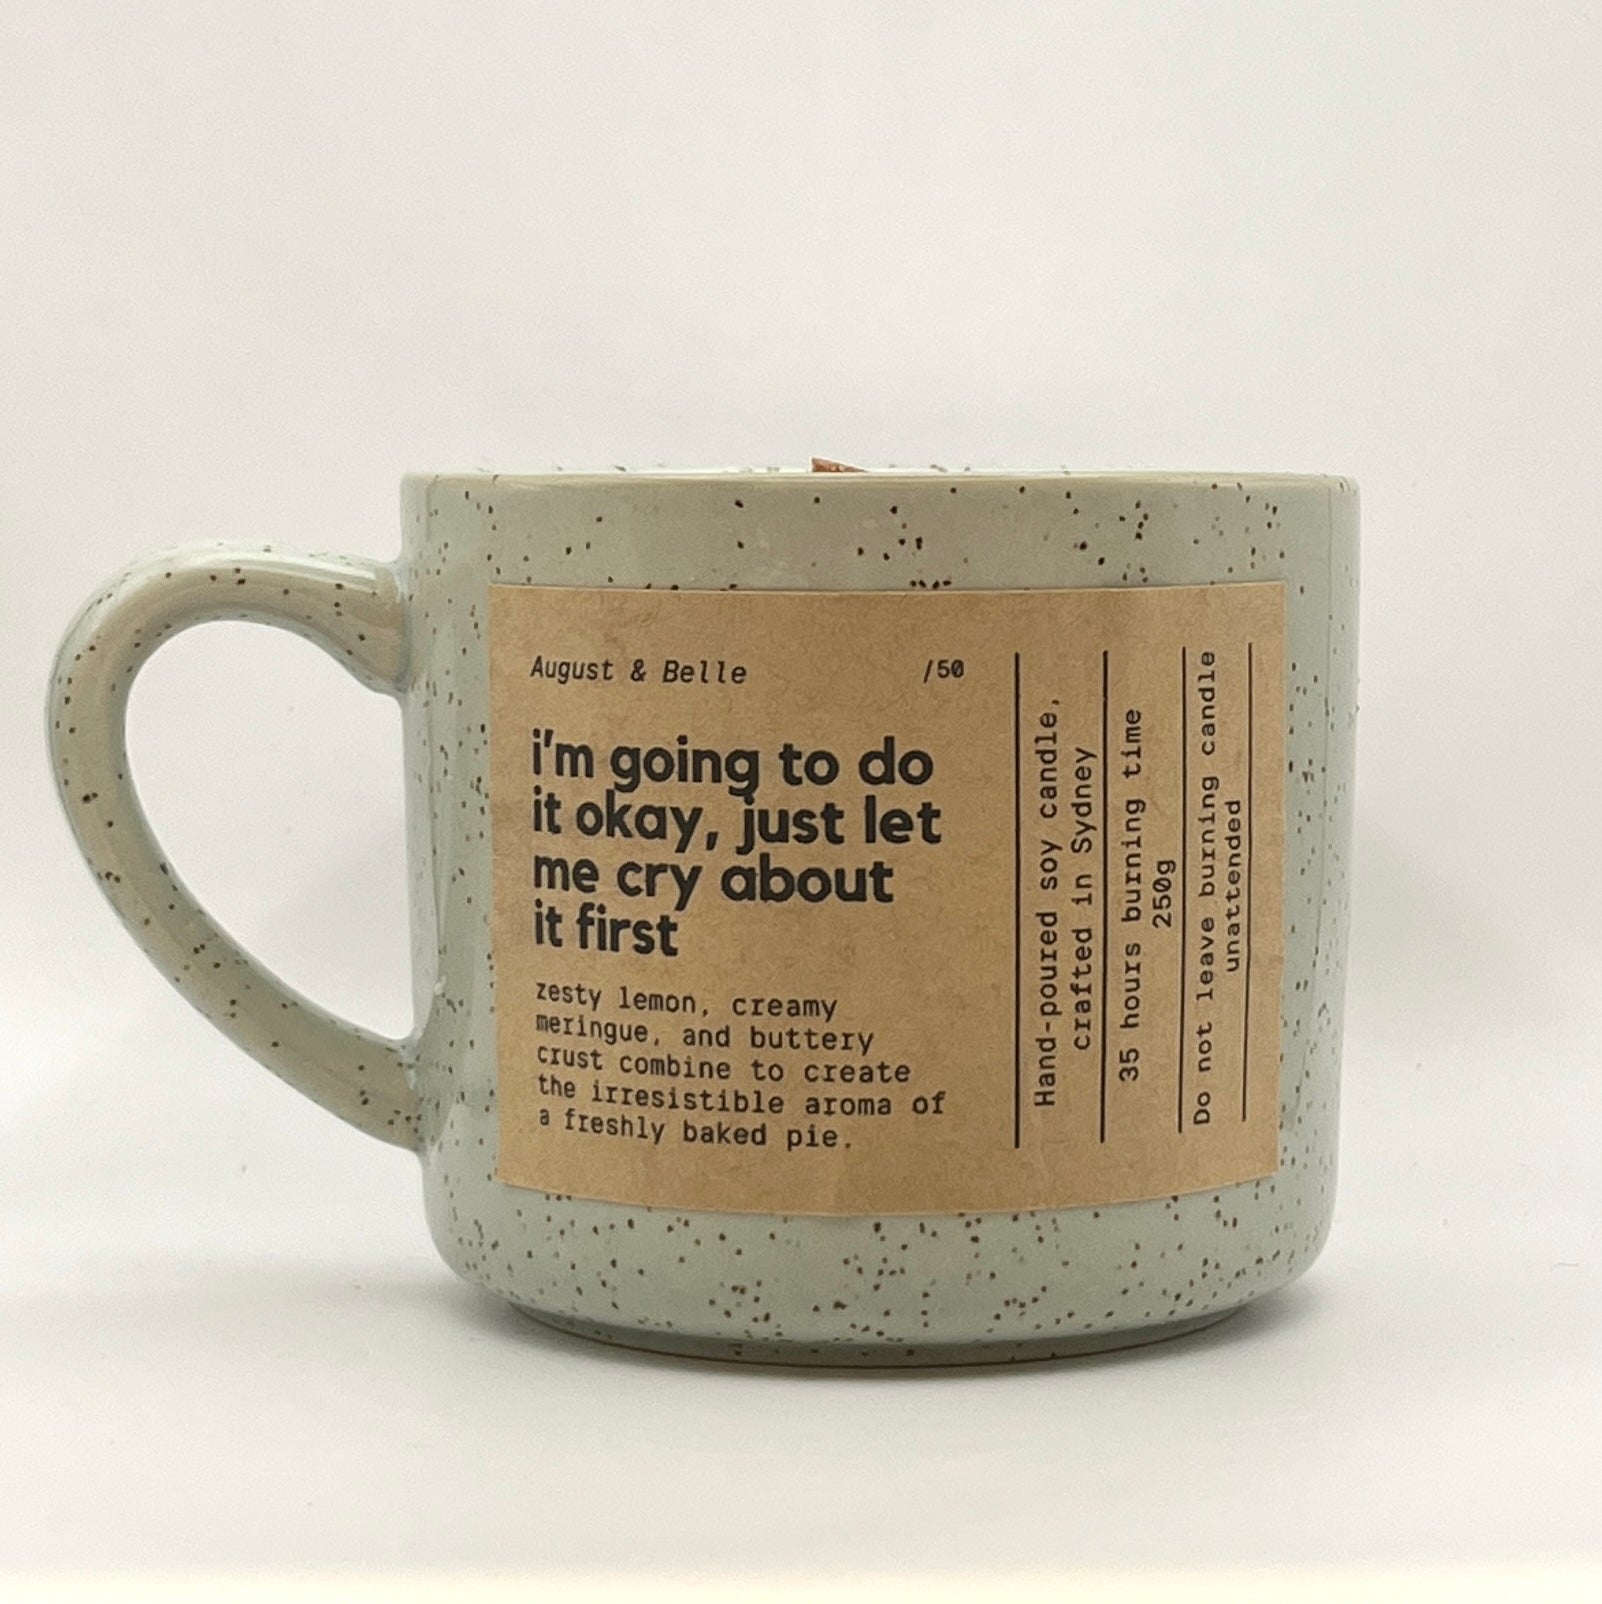 August & Belle
/50
i'm going to do
it okay, just let
me cry about
it first
zesty lemon, creamy
meringue, and buttery
crust combine to create
the irresistible aroma of
a freshly baked pie.
Hand-poured soy candle,
crafted in Sydney
35 hours burning time
250g
Do not leave burning candle
unattended